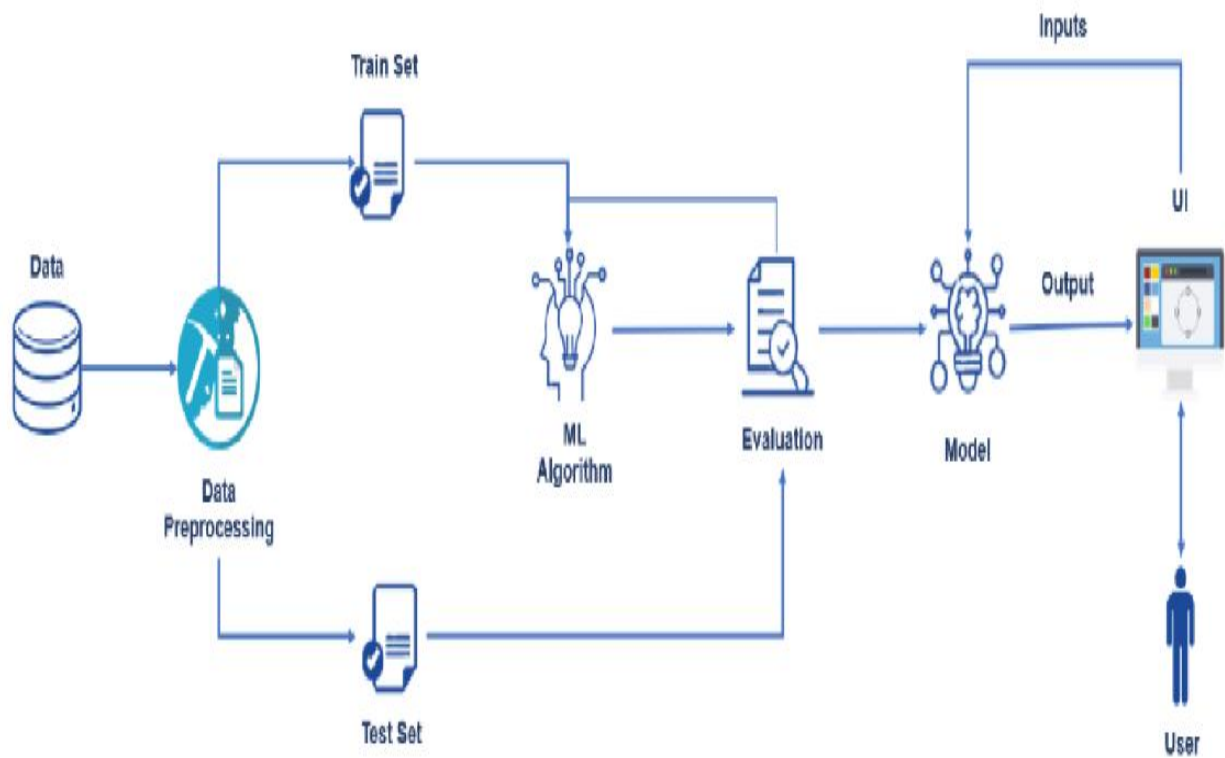 Inputs
Train Set
UI
Data
Output
ML
Algorithm
Evaluation
Model
Data
Preprocessing
Test Set
User